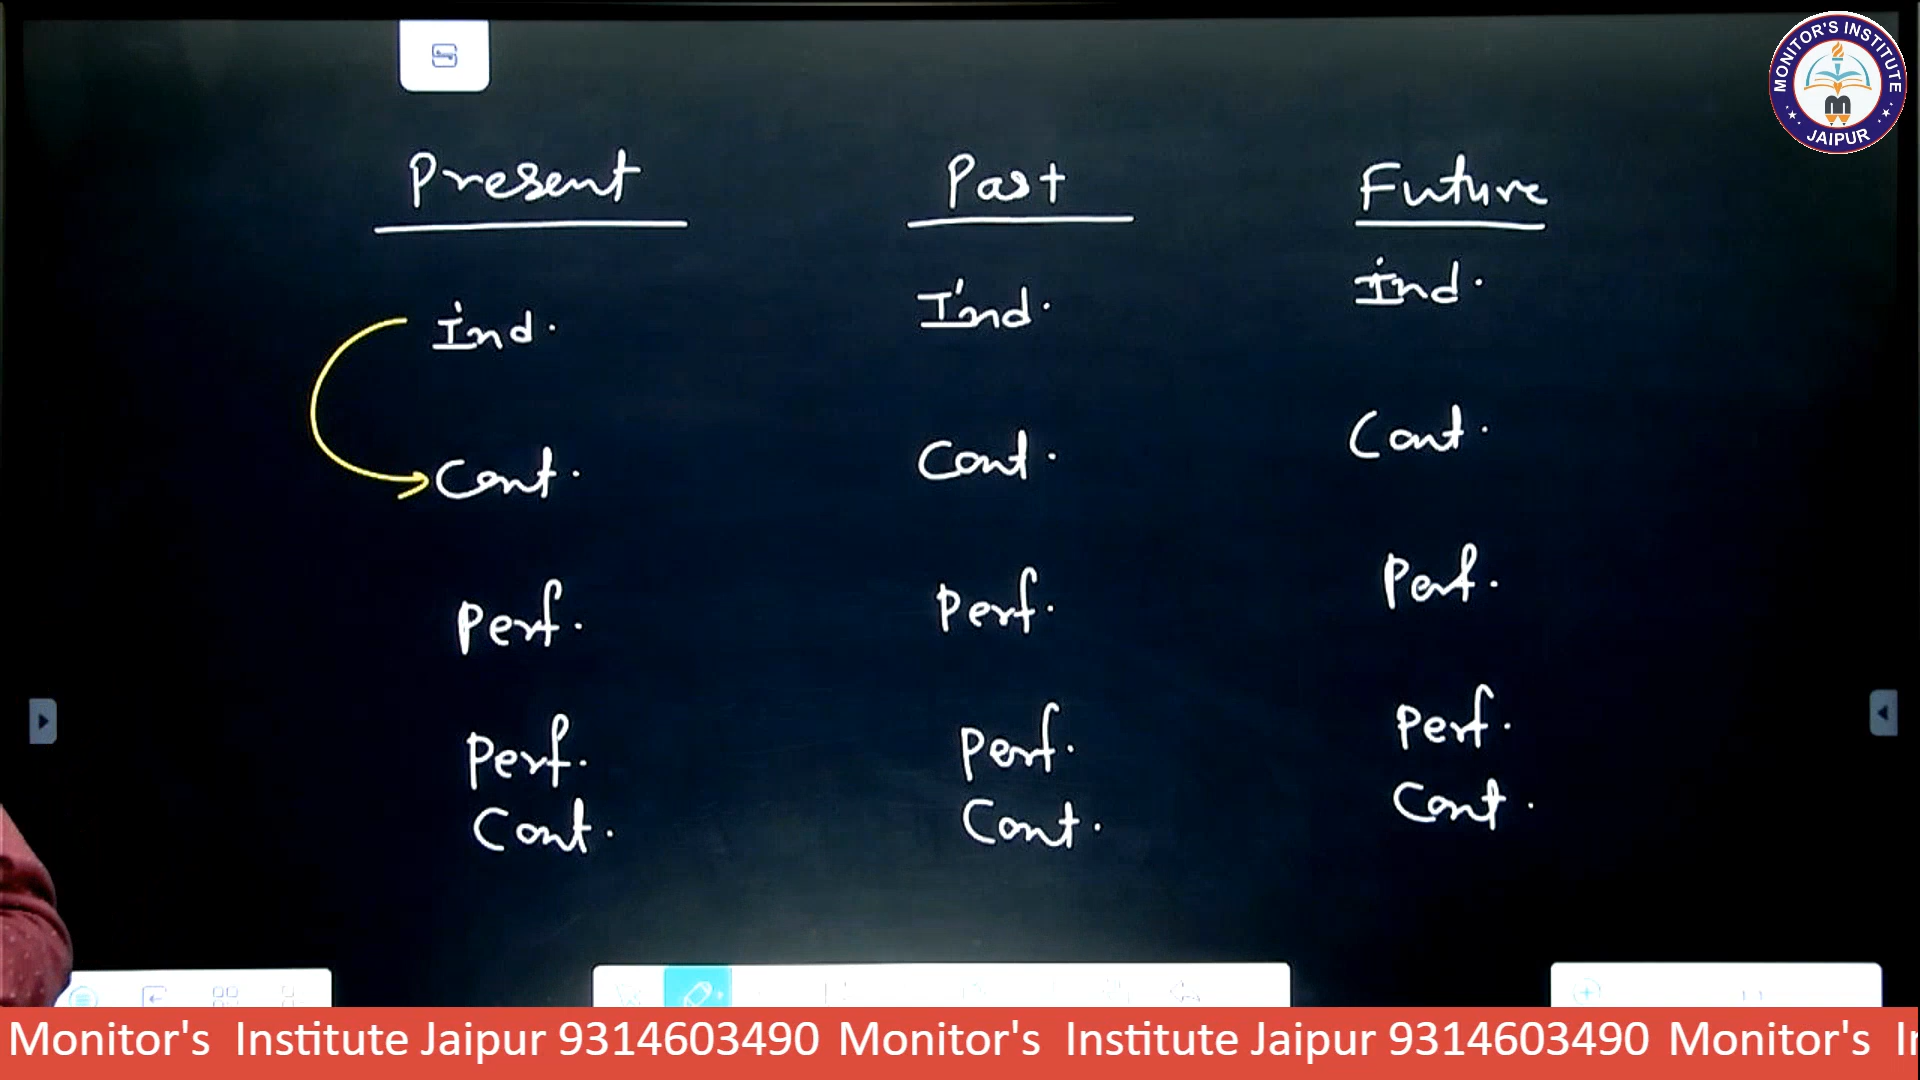 MONITOR'S INSTITUTE
JAIPUR
Present Past Future
Ind. Ind. Ind.
Cont. Cont. Cont.
Perf. Perf. Perf.
Perf. Perf. Perf.
Cont. Cont. Cont.
Monitor's Institute Jaipur 9314603490 Monitor's Institute Jaipur 9314603490 Monitor's I